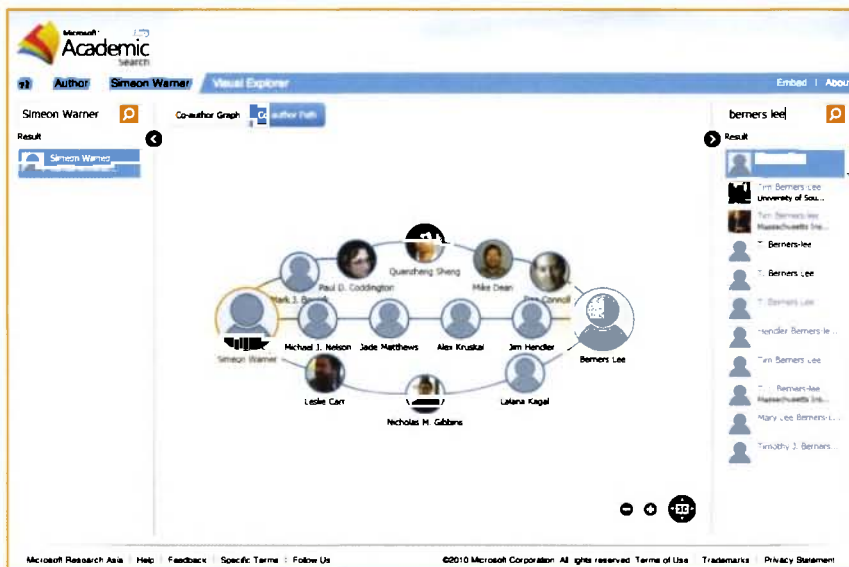 Microsoft
Academic
Search
Author Simeon Warner Visual Explorer Embed | About
Simeon Warner
Result
Simeon Warner
Co-author Graph Co-author Path
berners lee
Result
Tim Berners-Lee
University of Sou...
Tim Berners-lee
Massachusetts Ins...
T. Berners-lee
T. Berners Lee
T. Berners Lee
Hendler Berners-le...
Tim Berners Lee
T. J. Berners-lee
Massachusetts Ins...
Mary Lee Berners-L...
Timothy J. Berners...
Quanzheng Sheng
Paul D. Coddington
Mike Dean
Mark J.
Connoll
Simeon Warner
Michael J. Nelson
Jade Matthews
Alex Kruskal
Jim Hendler
Berners Lee
Leslie Carr
Nicholas M. Gibbins
Lalana Kagal
Microsoft Research Asia | Help | Feedback | Specific Terms | Follow Us
©2010 Microsoft Corporation All rights reserved Terms of Use | Trademarks | Privacy Statement